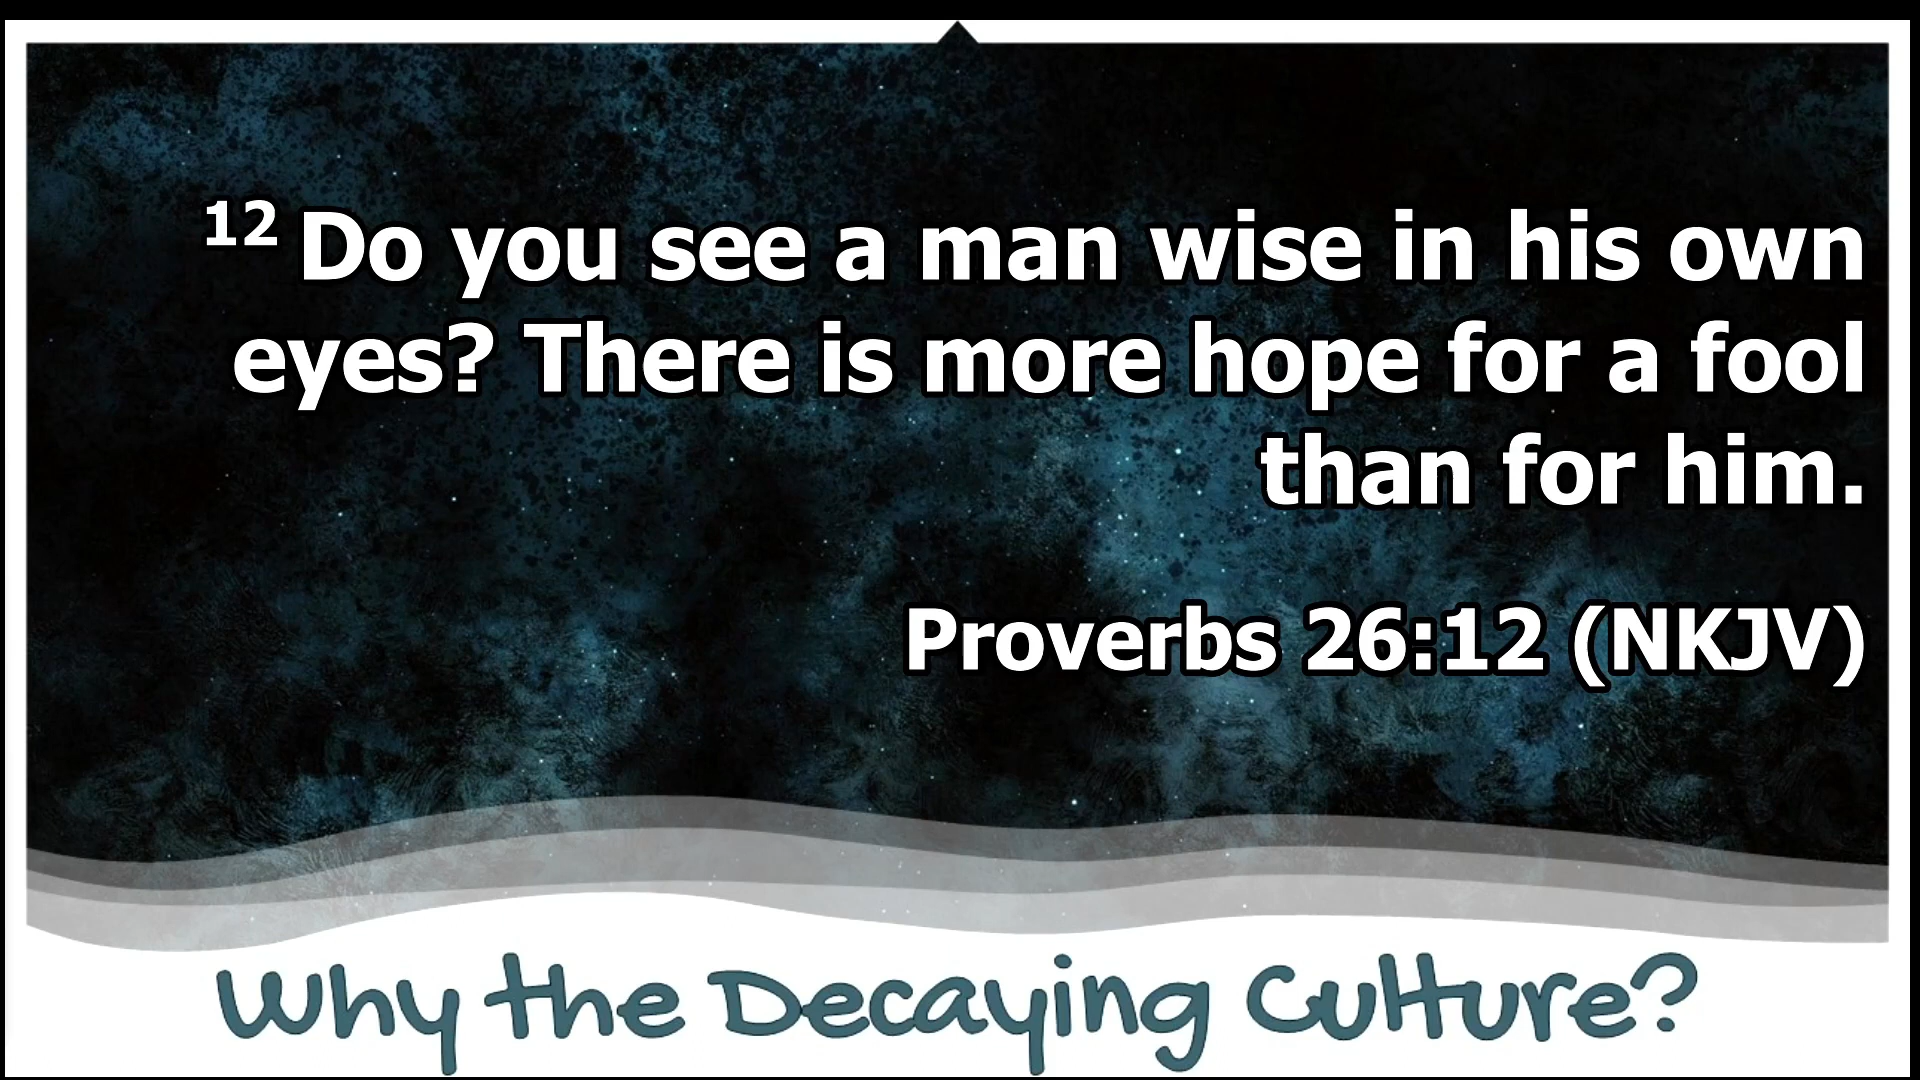 12 Do you see a man wise in his own
eyes? There is more hope for a fool
than for him.
Proverbs 26:12 (NKJV)
Why the Decaying Culture?